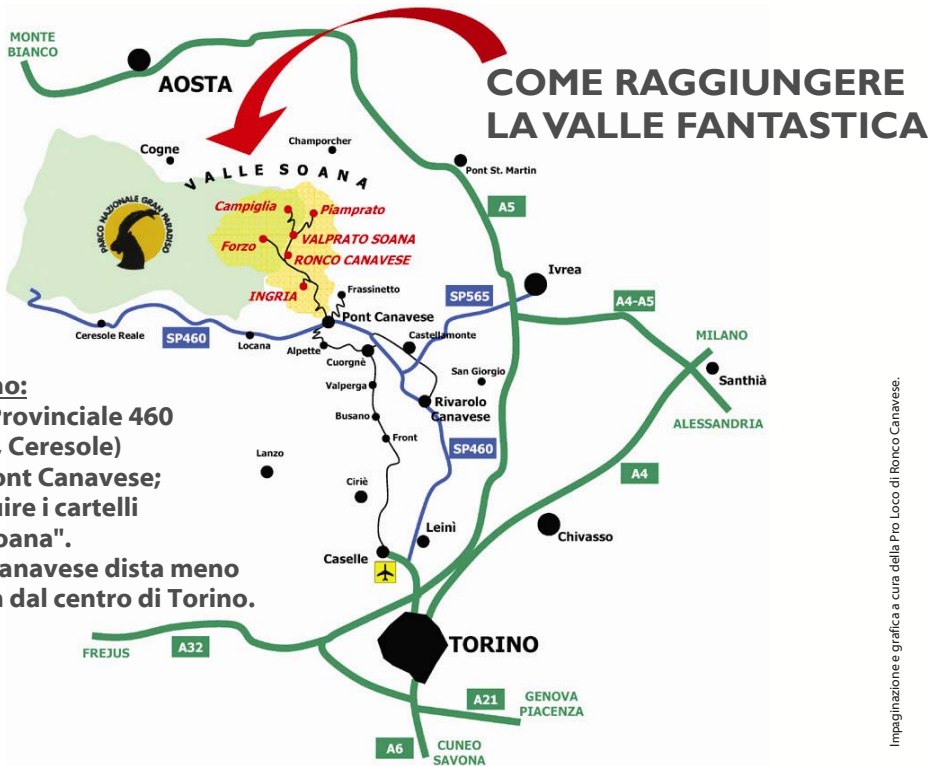 MONTE
BIANCO
AOSTA
COME RAGGIUNGERE
LA VALLE FANTASTICA
Cogne
Champorcher
VALLE SOANA
Pont St. Martin
PARCO NAZIONALE GRAN PARADISO
Campiglia
Piamprato
A5
Forzo
VALPRATO SOANA
RONCO CANAVESE
Ivrea
INGRIA
Frassinetto
SP565
A4-A5
Pont Canavese
Ceresole Reale
SP460
Locana
Alpette
Castellamonte
MILANO
Cuorgnè
San Giorgio
Santhià
Valperga
Rivarolo
Canavese
ALESSANDRIA
no:
Provinciale 460
, Ceresole)
ont Canavese;
uire i cartelli
oana".
anavese dista meno
dal centro di Torino.
Busano
Front
SP460
Lanzo
A4
Ciriè
Leinì
Chivasso
Caselle
TORINO
FREJUS
A32
A21
GENOVA
PIACENZA
A6
CUNEO
SAVONA
Impaginazione e grafica a cura della Pro Loco di Ronco Canavese.